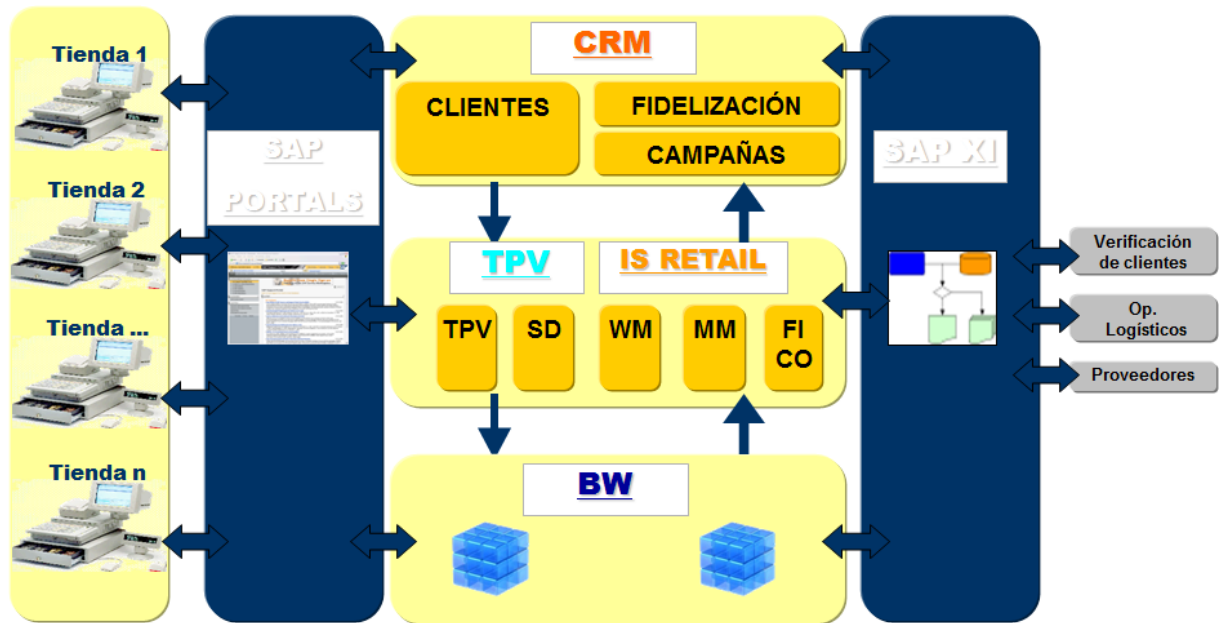 Tienda 1
Tienda 2
Tienda ...
Tienda n
SAP
PORTALS
CRM
CLIENTES
FIDELIZACIÓN
CAMPAÑAS
TPV
IS RETAIL
TPV
SD
WM
MM
FI
CO
BW
SAP XI
Verificación
de clientes
Op.
Logísticos
Proveedores